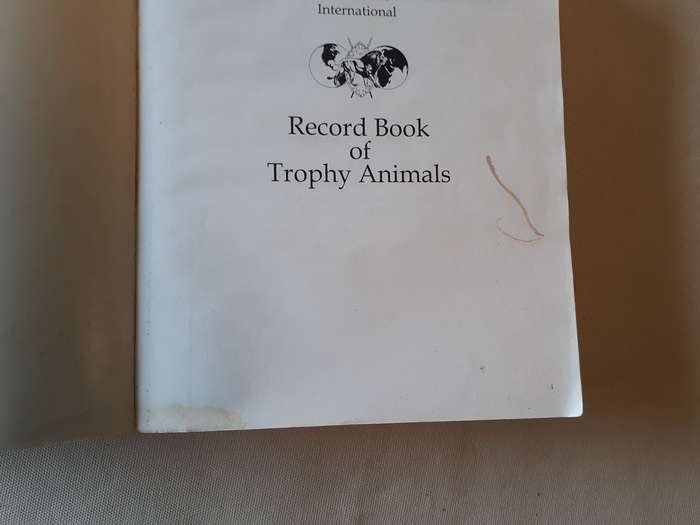 International
Record Book
of
Trophy Animals